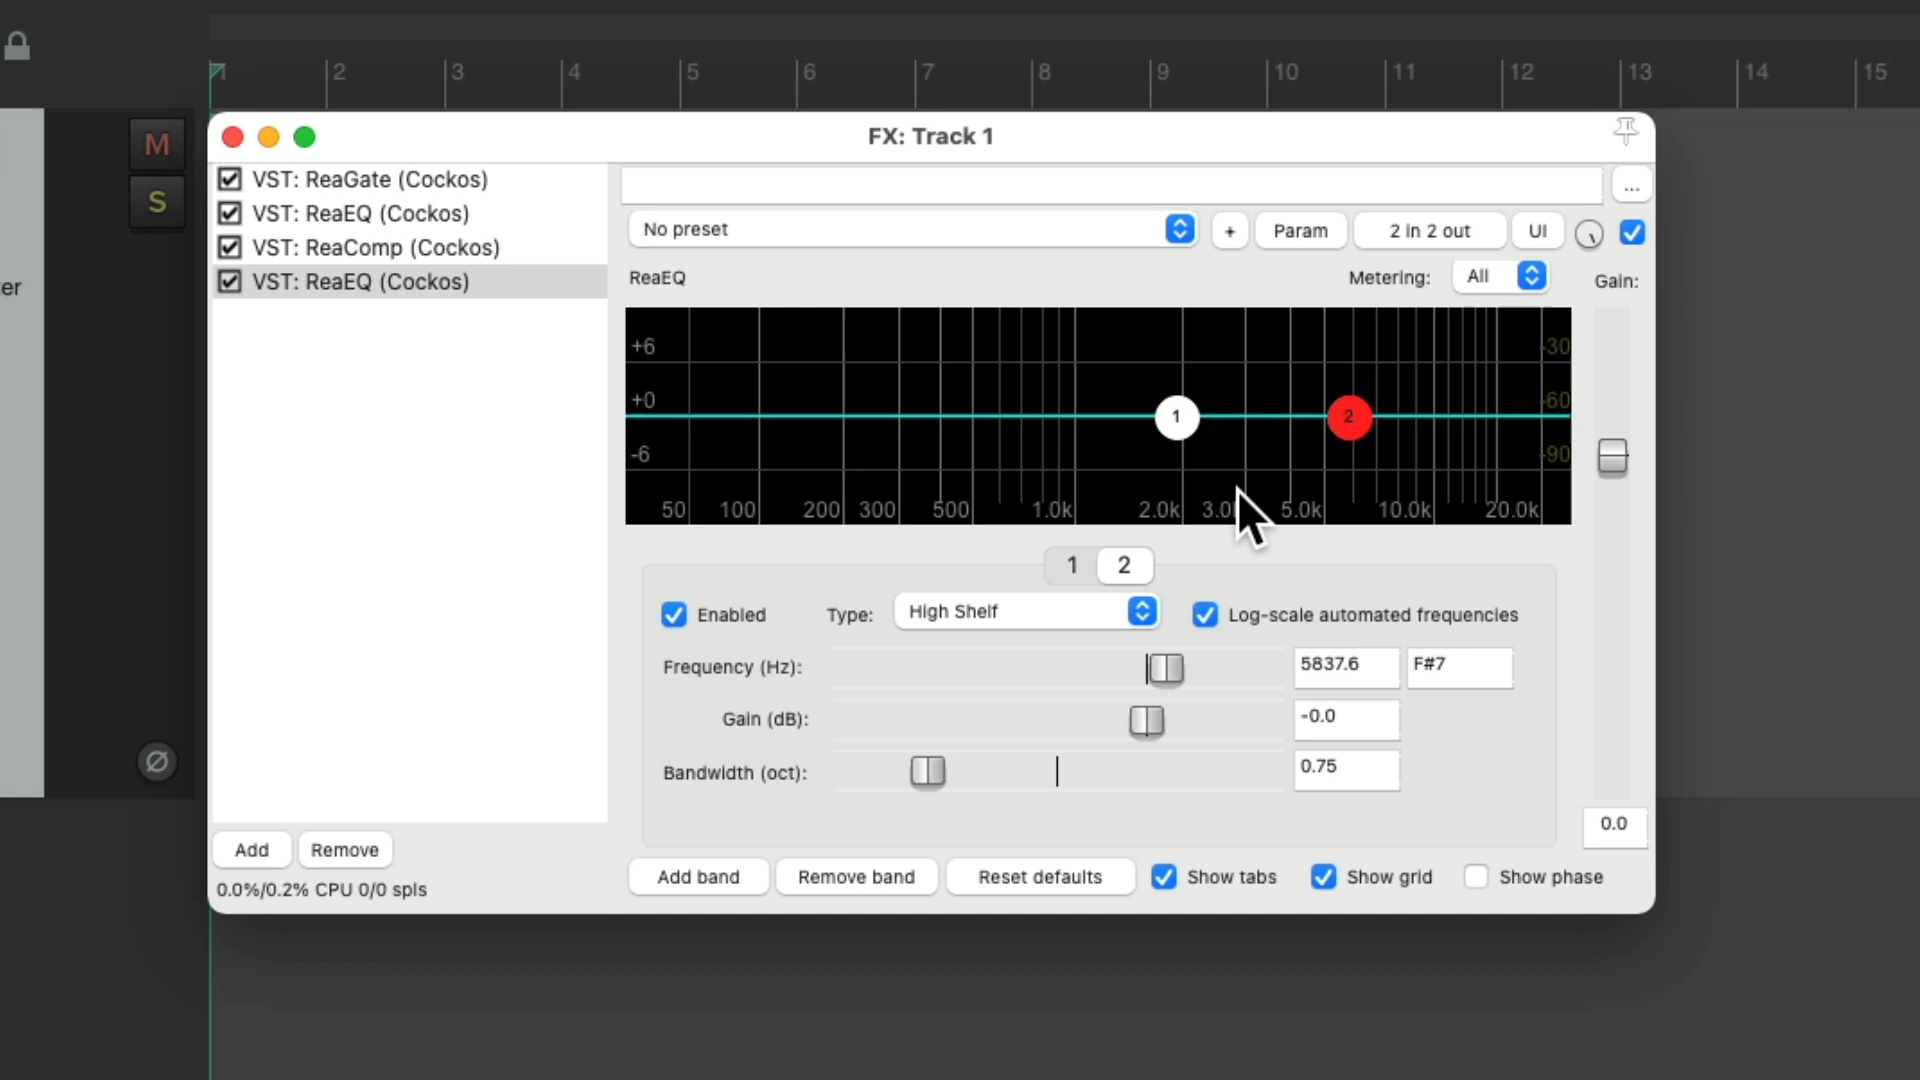 1 2 3 4 5 6 7 8 9 10 11 12 13 14 15
M
S
er
FX: Track 1
VST: ReaGate (Cockos)
VST: ReaEQ (Cockos)
VST: ReaComp (Cockos)
VST: ReaEQ (Cockos)
...
No preset + Param 2 in 2 out UI
ReaEQ Metering: All Gain:
+6 -30
+0 -60
-6 -90
1 2
50 100 200 300 500 1.0k 2.0k 3.0 5.0k 10.0k 20.0k
1 2
Enabled Type: High Shelf Log-scale automated frequencies
Frequency (Hz): 5837.6 F#7
Gain (dB): -0.0
Bandwidth (oct): 0.75
0.0
Add Remove
Add band Remove band Reset defaults Show tabs Show grid Show phase
0.0%/0.2% CPU 0/0 spls